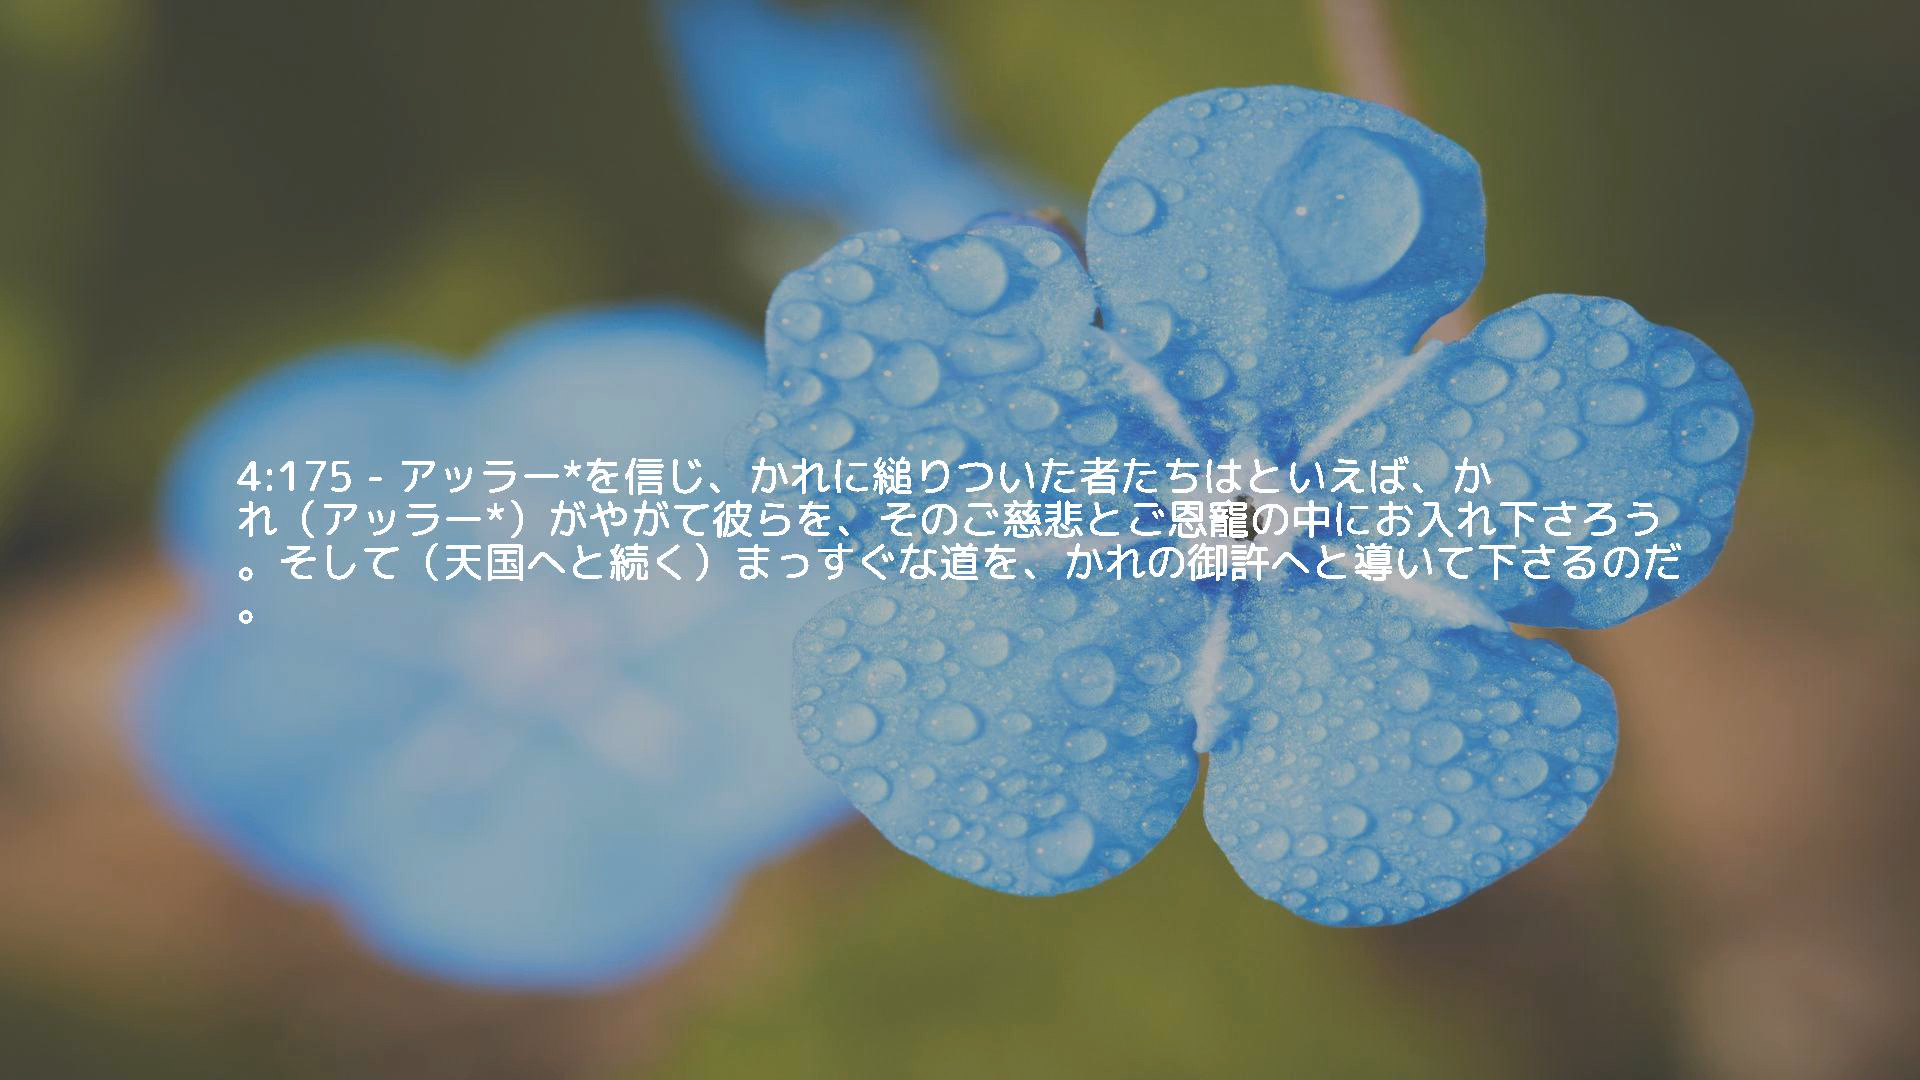 4:175 - アッラー*を信じ、かれに縋りついた者たちはといえば、か
れ（アッラー*）がやがて彼らを、そのご慈悲とご恩寵の中にお入れ下さろう
。そして（天国へと続く）まっすぐな道を、かれの御許へと導いて下さるのだ
。